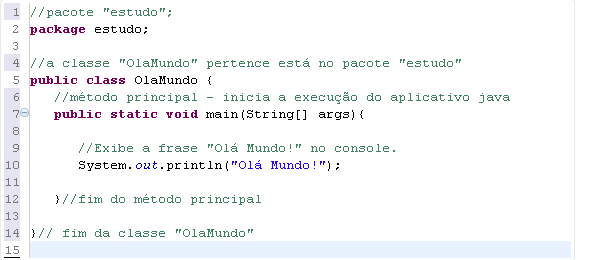 1 //pacote "estudo";
2 package estudo;
3
4 //a classe "OlaMundo" pertence está no pacote "estudo"
5 public class OlaMundo {
6 //método principal - inicia a execução do aplicativo java
7 public static void main(String[] args){
8
9 //Exibe a frase "Olá Mundo!" no console.
10 System.out.println("Olá Mundo!");
11
12 }//fim do método principal
13
14 }// fim da classe "OlaMundo"
15